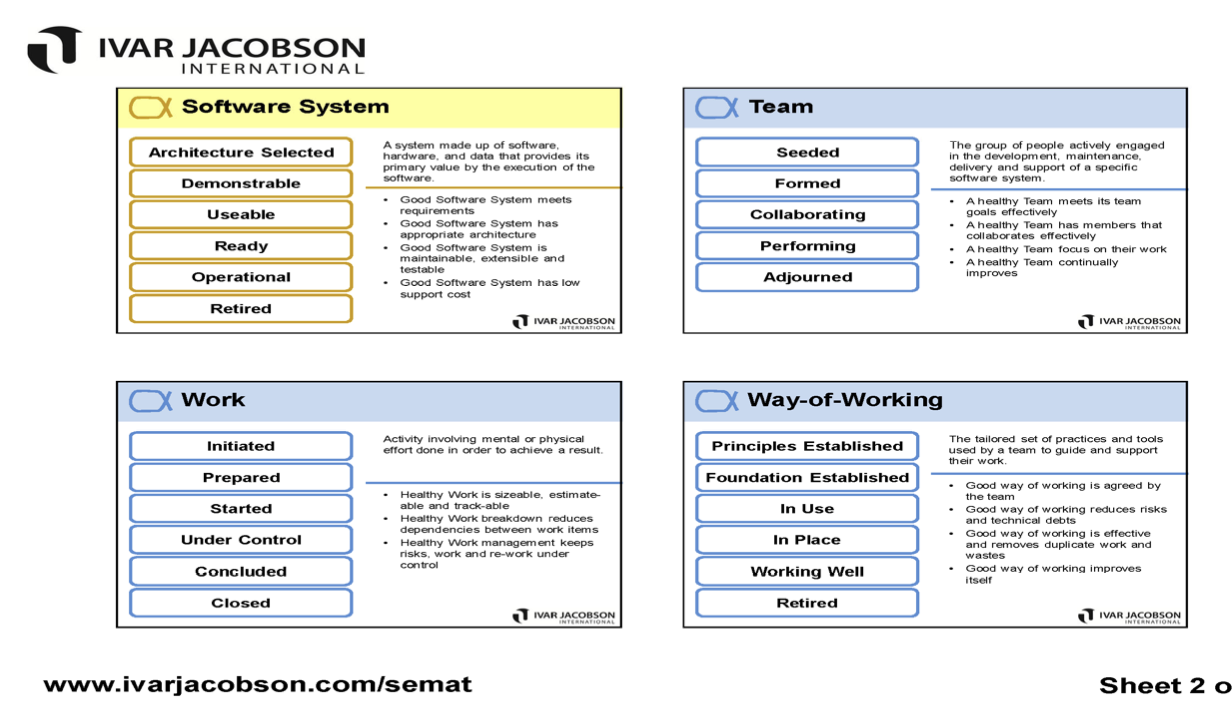 IVAR JACOBSON
INTERNATIONAL
Software System
Architecture Selected
Demonstrable
Useable
Ready
Operational
Retired
A system made up of software,
hardware, and data that provides its
primary value by the execution of the
software.
• Good Software System meets
requirements
• Good Software System has
appropriate architecture
• Good Software System is
maintainable, extensible and
testable
• Good Software System has low
support cost
IVAR JACOBSON
INTERNATIONAL
Team
Seeded
Formed
Collaborating
Performing
Adjourned
The group of people actively engaged
in the development, maintenance,
delivery and support of a specific
software system.
• A healthy Team meets its team
goals effectively
• A healthy Team has members that
collaborates effectively
• A healthy Team focus on their work
• A healthy Team continually
improves
IVAR JACOBSON
INTERNATIONAL
Work
Initiated
Prepared
Started
Under Control
Concluded
Closed
Activity involving mental or physical
effort done in order to achieve a result.
• Healthy Work is sizeable, estimate-
able and track-able
• Healthy Work breakdown reduces
dependencies between work items
• Healthy Work management keeps
risks, work and re-work under
control
IVAR JACOBSON
INTERNATIONAL
Way-of-Working
Principles Established
Foundation Established
In Use
In Place
Working Well
Retired
The tailored set of practices and tools
used by a team to guide and support
their work.
• Good way of working is agreed by
the team
• Good way of working reduces risks
and technical debts
• Good way of working is effective
and removes duplicate work and
wastes
• Good way of working improves
itself
IVAR JACOBSON
INTERNATIONAL
www.ivarjacobson.com/semat
Sheet 2 o